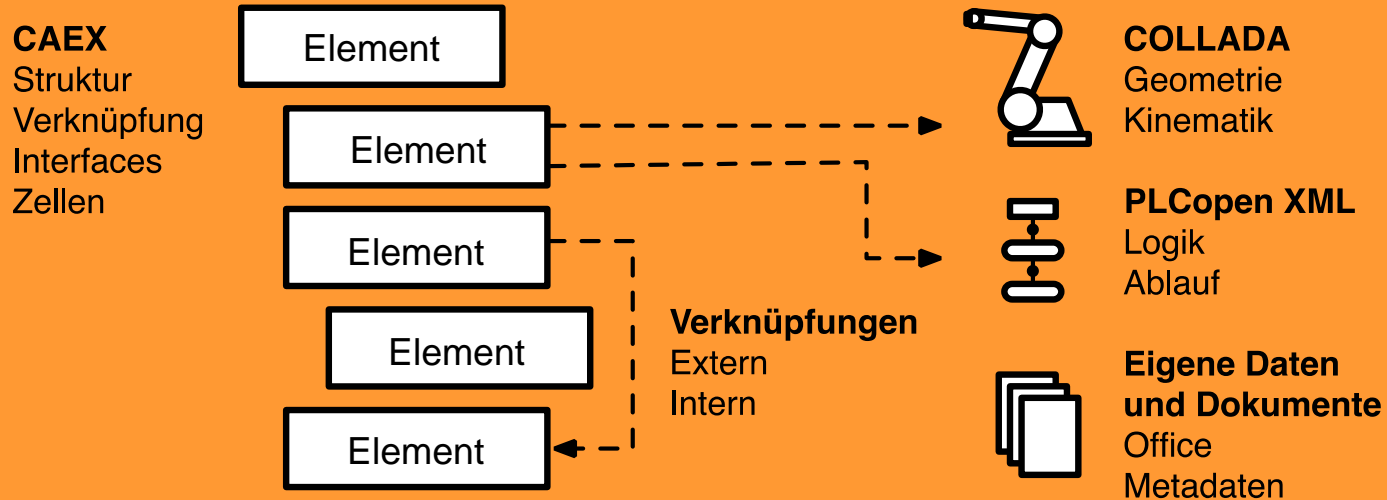 CAEX
Struktur
Verknüpfung
Interfaces
Zellen
Element
Element
Element
Element
Element
Verknüpfungen
Extern
Intern
COLLADA
Geometrie
Kinematik
PLCopen XML
Logik
Ablauf
Eigene Daten
und Dokumente
Office
Metadaten